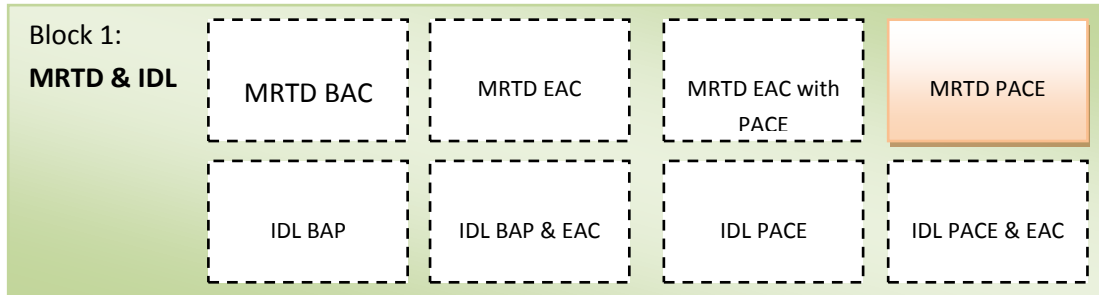 Block 1:
MRTD & IDL
MRTD BAC
MRTD EAC
MRTD EAC with
PACE
MRTD PACE
IDL BAP
IDL BAP & EAC
IDL PACE
IDL PACE & EAC